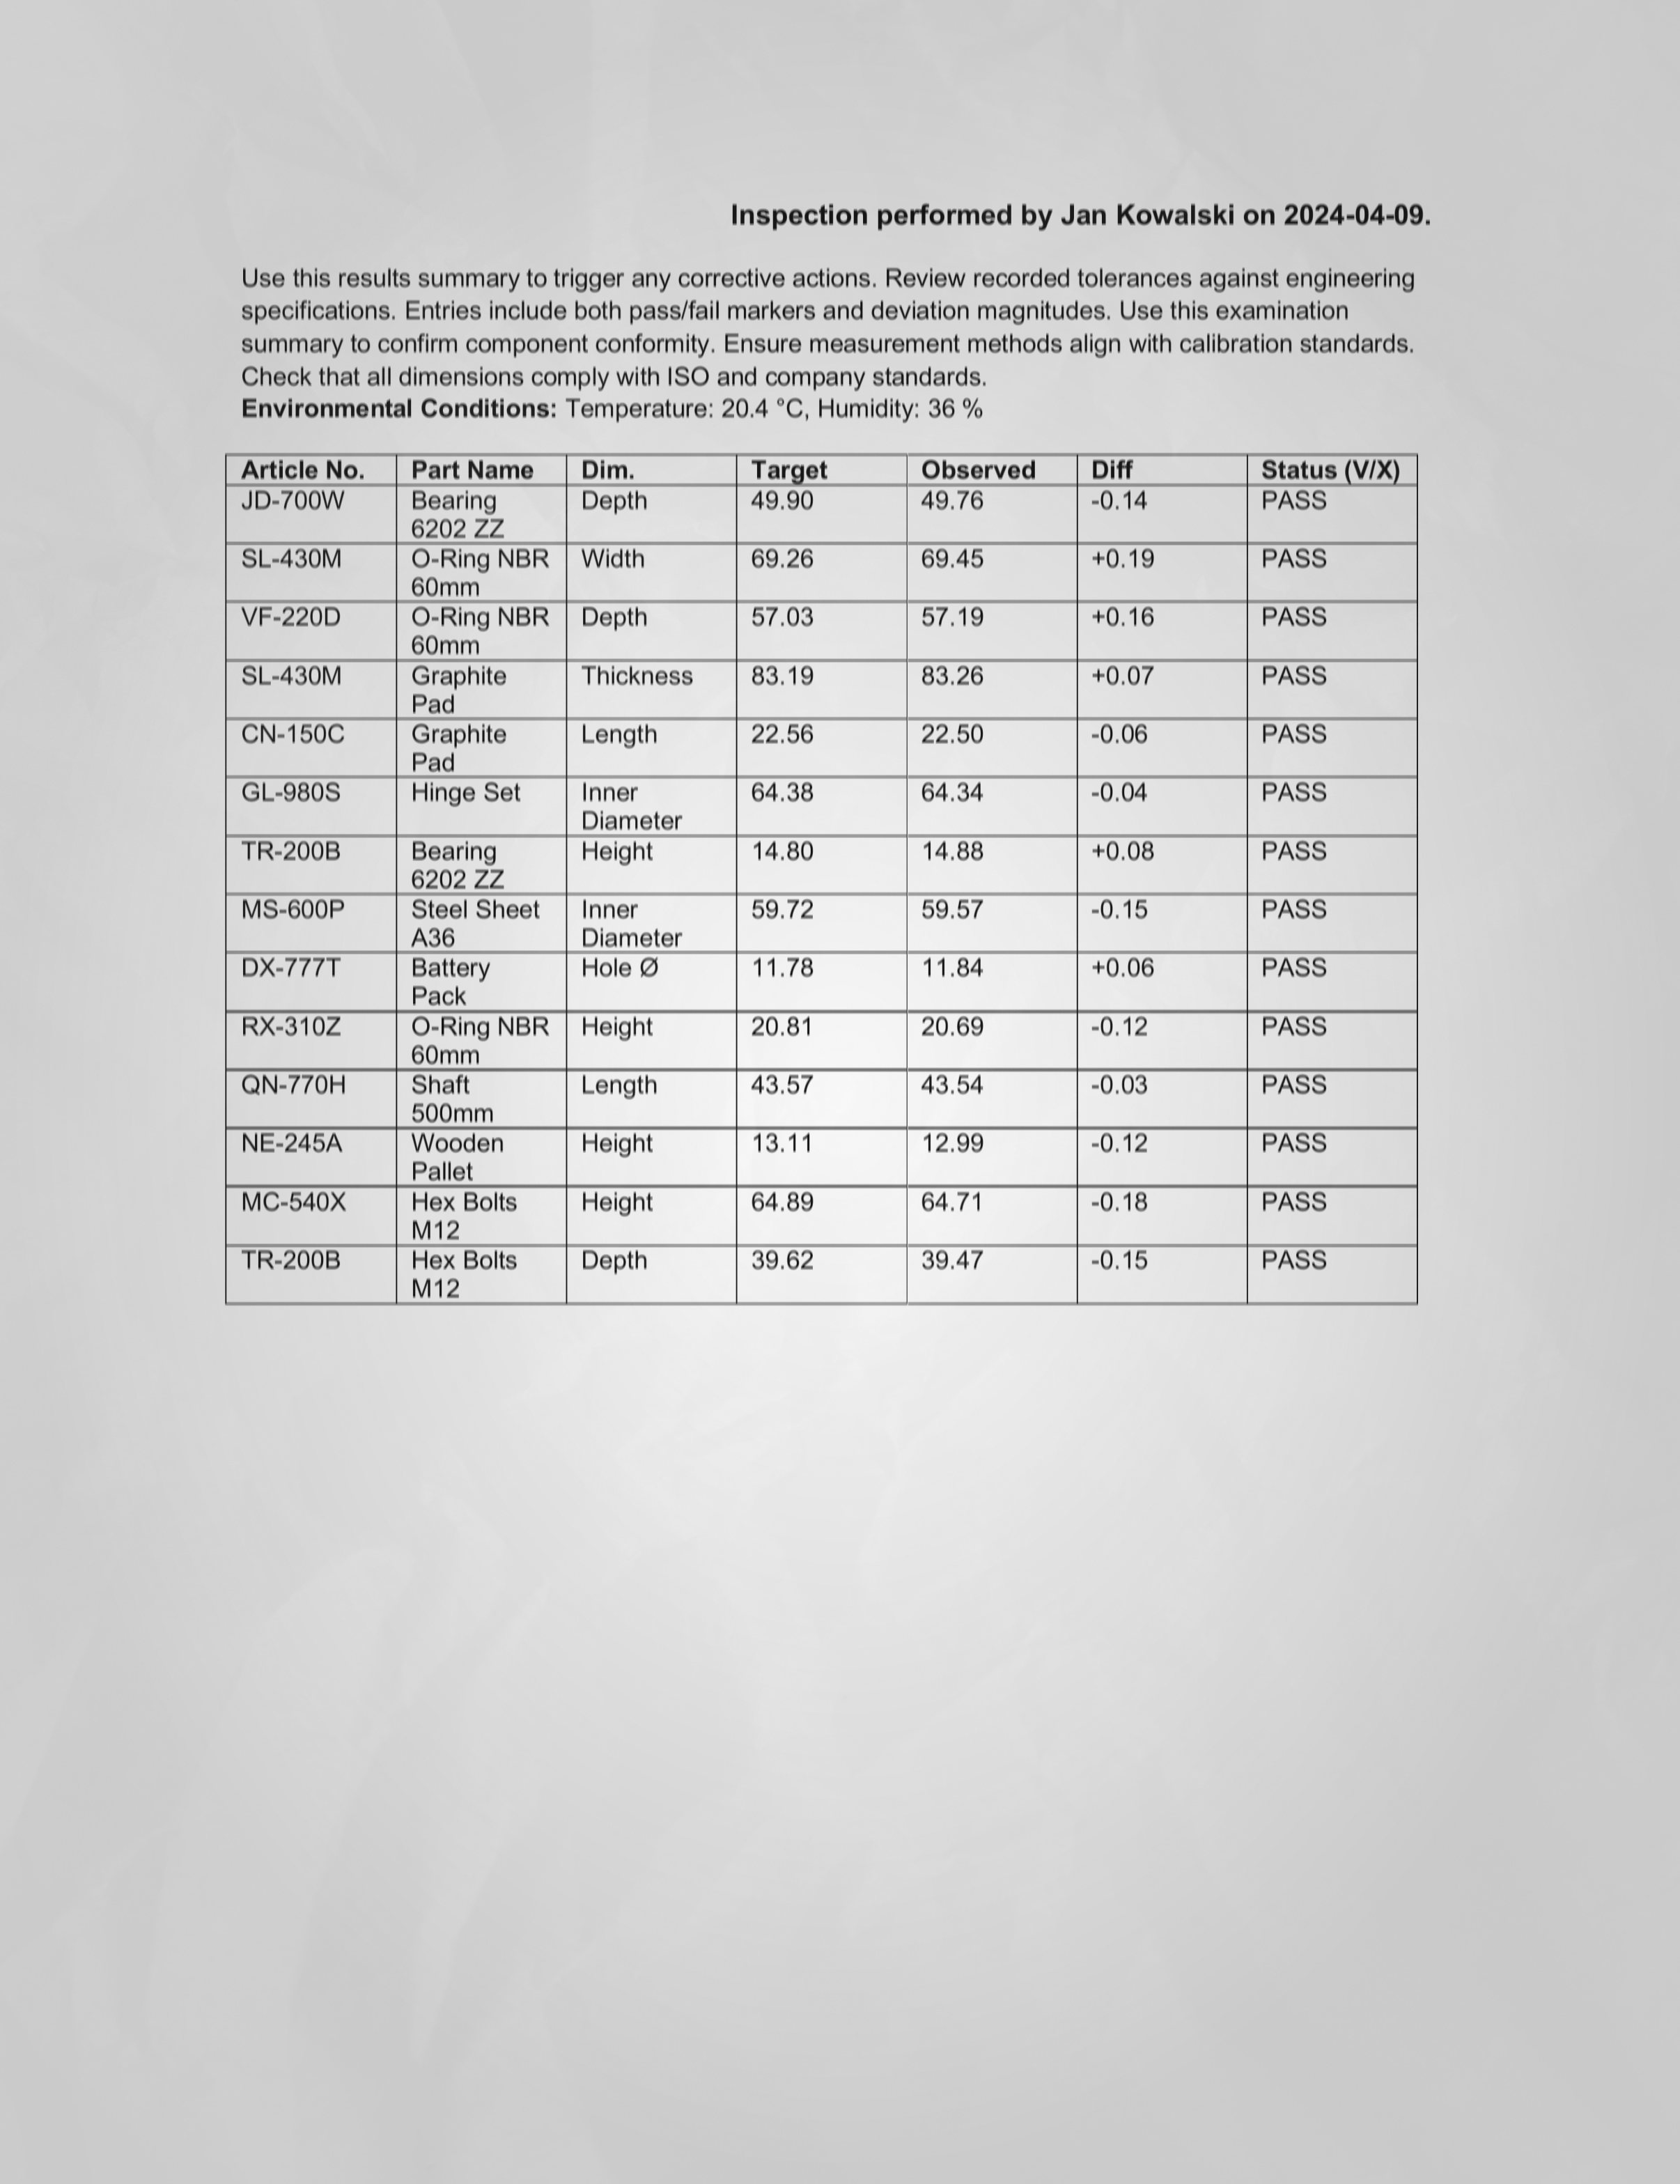 Inspection performed by Jan Kowalski on 2024-04-09.
Use this results summary to trigger any corrective actions. Review recorded tolerances against engineering
specifications. Entries include both pass/fail markers and deviation magnitudes. Use this examination
summary to confirm component conformity. Ensure measurement methods align with calibration standards.
Check that all dimensions comply with ISO and company standards.
Environmental Conditions: Temperature: 20.4 °C, Humidity: 36 %
Article No. Part Name Dim. Target Observed Diff Status (V/X)
JD-700W Bearing Depth 49.90 49.76 -0.14 PASS
6202 ZZ
SL-430M O-Ring NBR Width 69.26 69.45 +0.19 PASS
60mm
VF-220D O-Ring NBR Depth 57.03 57.19 +0.16 PASS
60mm
SL-430M Graphite Thickness 83.19 83.26 +0.07 PASS
Pad
CN-150C Graphite Length 22.56 22.50 -0.06 PASS
Pad
GL-980S Hinge Set Inner 64.38 64.34 -0.04 PASS
Diameter
TR-200B Bearing Height 14.80 14.88 +0.08 PASS
6202 ZZ
MS-600P Steel Sheet Inner 59.72 59.57 -0.15 PASS
A36 Diameter
DX-777T Battery Hole Ø 11.78 11.84 +0.06 PASS
Pack
RX-310Z O-Ring NBR Height 20.81 20.69 -0.12 PASS
60mm
QN-770H Shaft Length 43.57 43.54 -0.03 PASS
500mm
NE-245A Wooden Height 13.11 12.99 -0.12 PASS
Pallet
MC-540X Hex Bolts Height 64.89 64.71 -0.18 PASS
M12
TR-200B Hex Bolts Depth 39.62 39.47 -0.15 PASS
M12